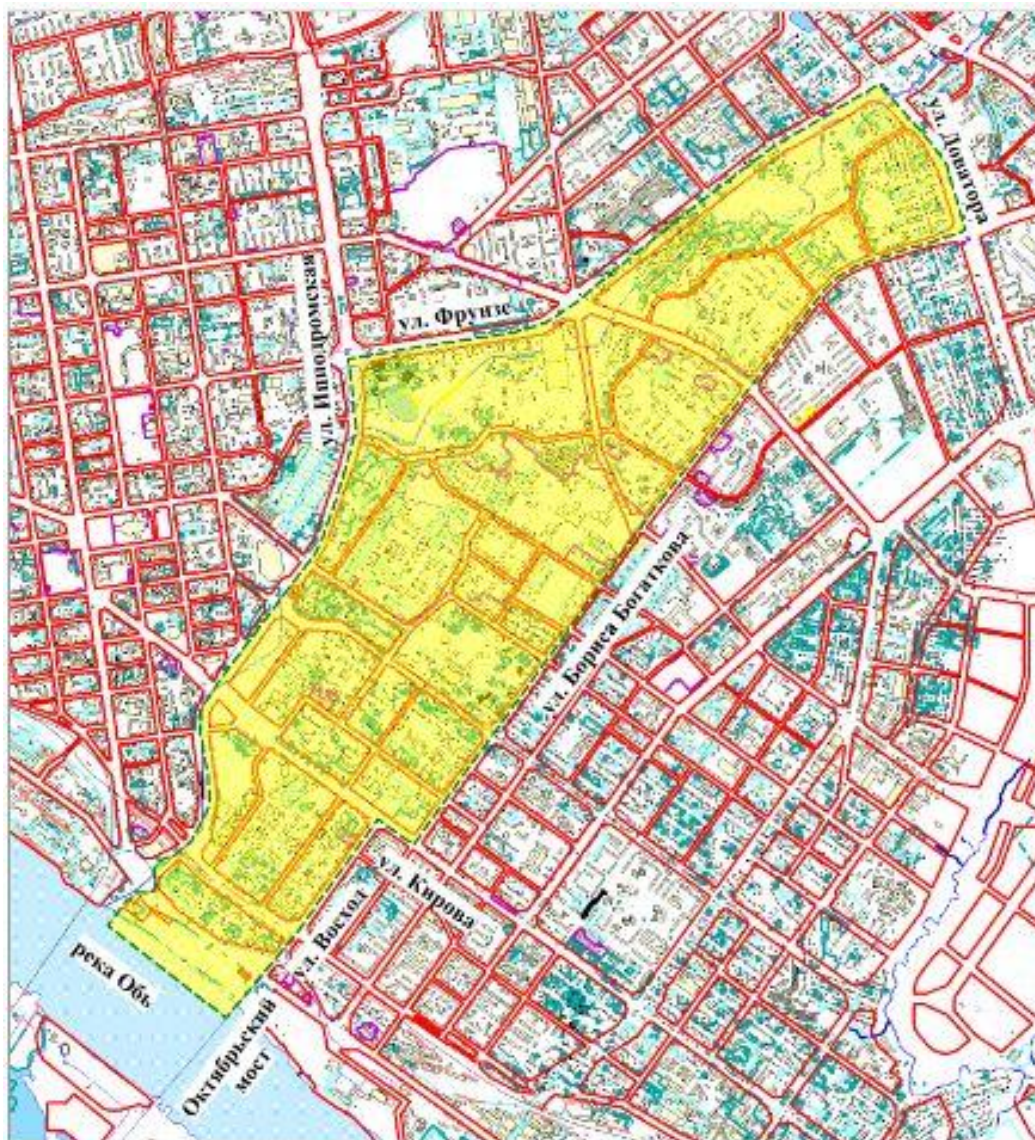 ул. Доватора
ул. Ипподромская
ул. Фрунзе
ул. Бориса Богаткова
ул. Кирова
ул. Восход
река Обь
Октябрьский
мост